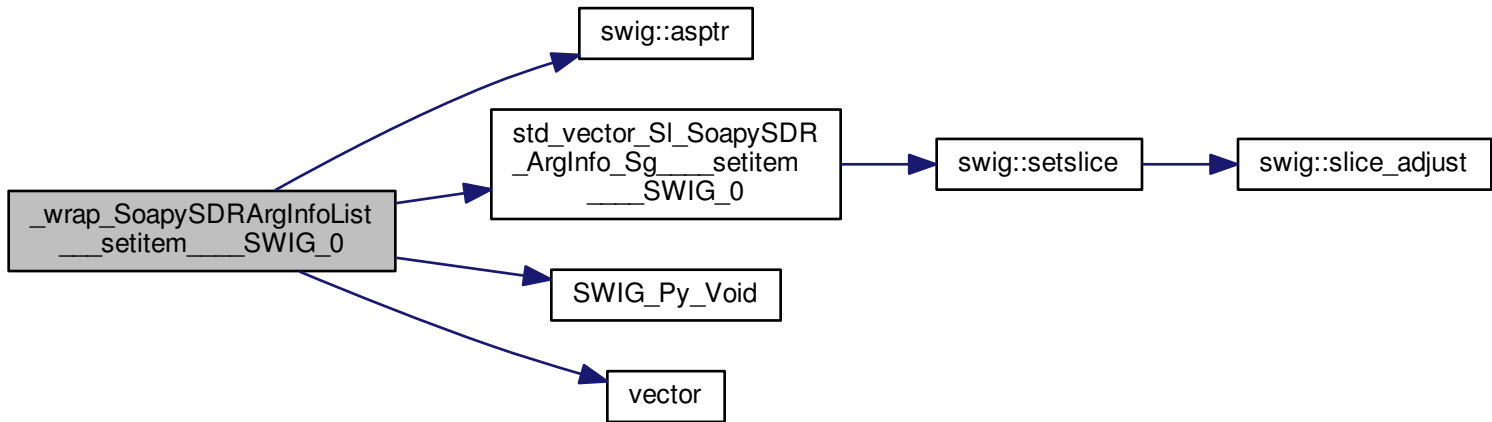 swig::asptr
std_vector_Sl_SoapySDR
_ArgInfo_Sg____setitem
____SWIG_0
swig::setslice
swig::slice_adjust
_wrap_SoapySDRArgInfoList
___setitem____SWIG_0
SWIG_Py_Void
vector